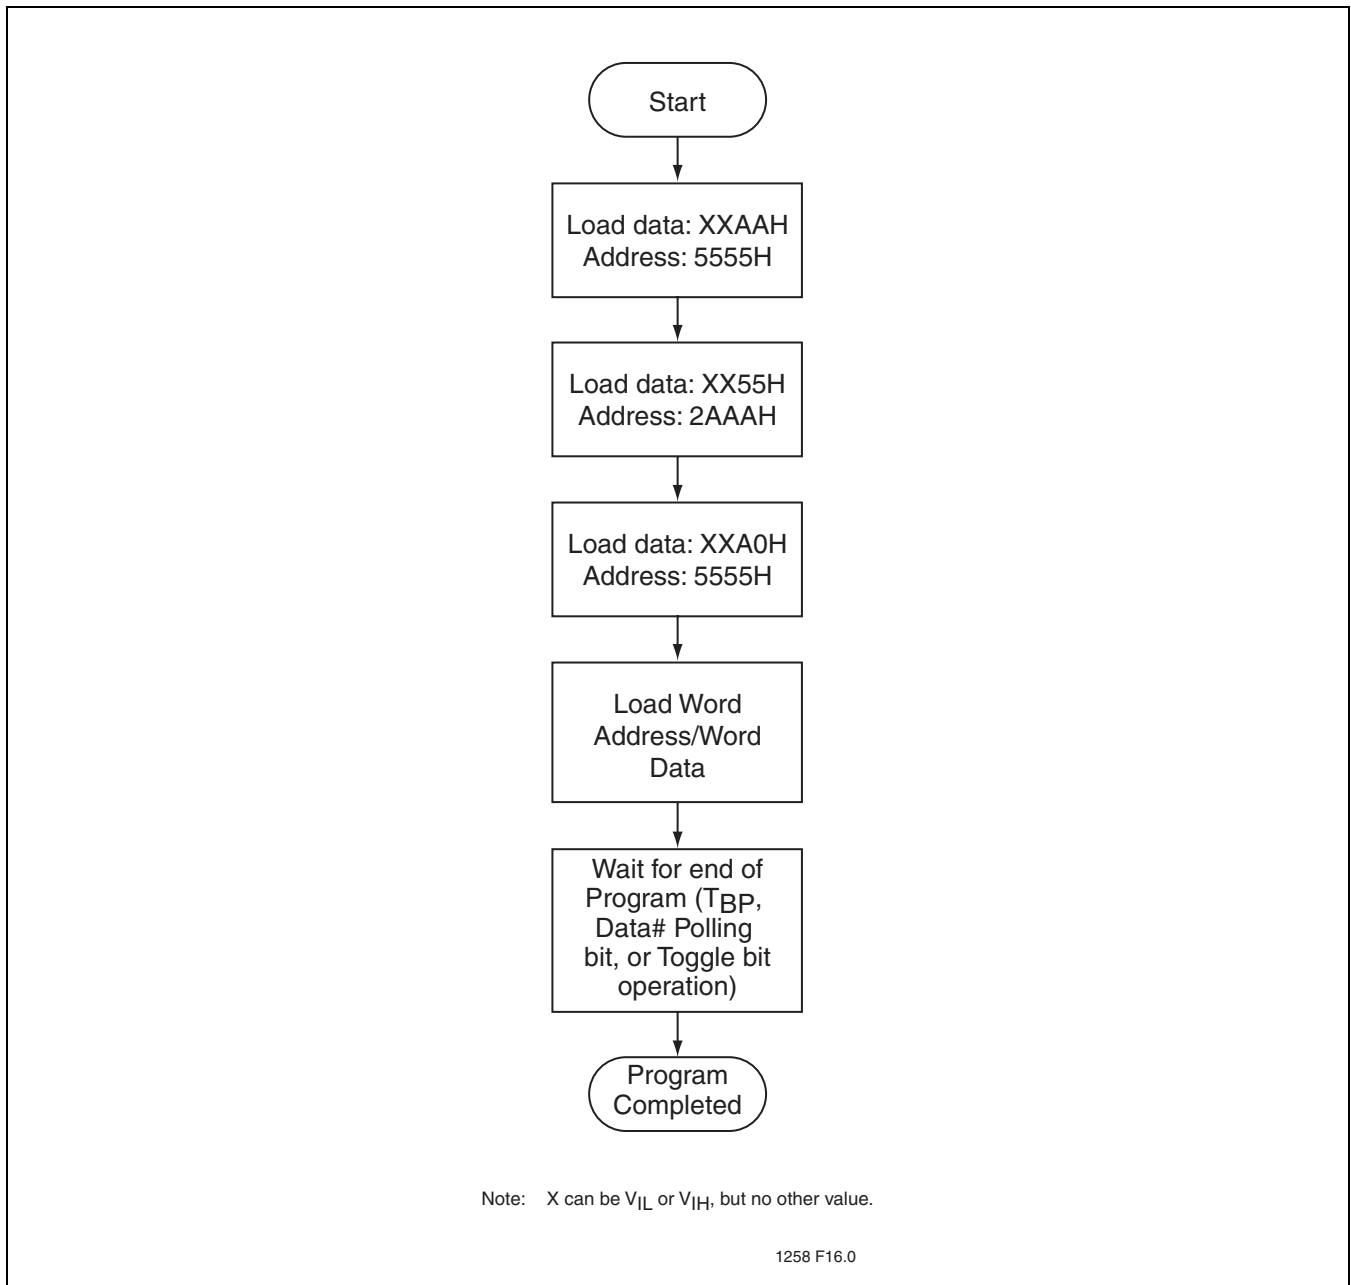 Start
Load data: XXAAH
Address: 5555H
Load data: XX55H
Address: 2AAAH
Load data: XXA0H
Address: 5555H
Load Word
Address/Word
Data
Wait for end of
Program (TBP,
Data# Polling
bit, or Toggle bit
operation)
Program
Completed
Note: X can be VIL or VIH, but no other value.
1258 F16.0